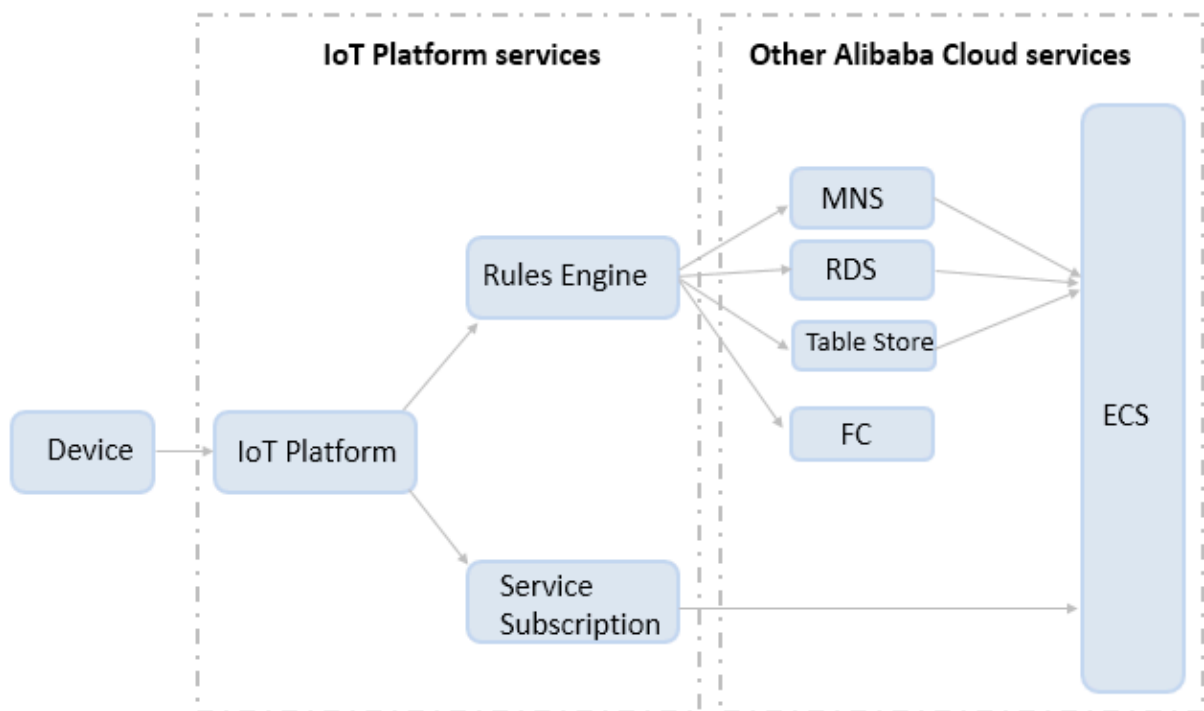 IoT Platform services
Other Alibaba Cloud services
MNS
RDS
Rules Engine
Table Store
FC
ECS
Device
IoT Platform
Service
Subscription